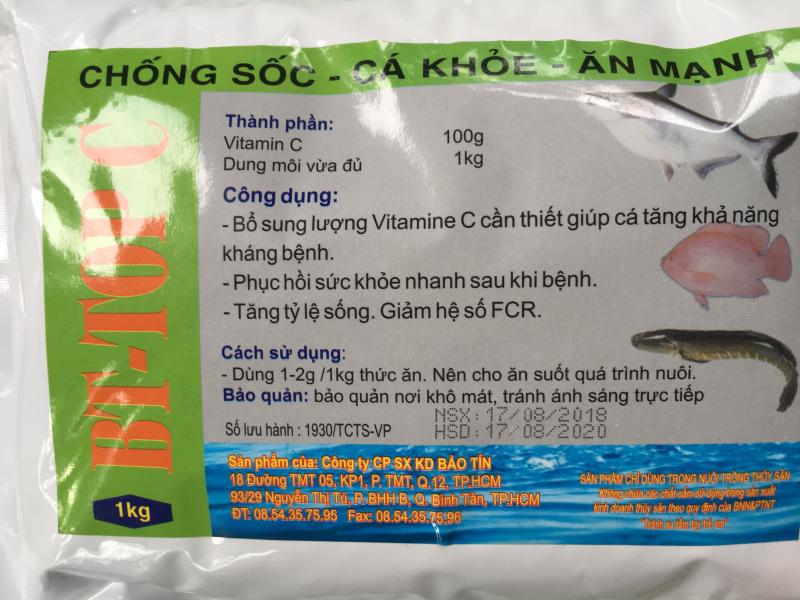 CHỐNG SỐC - CÁ KHỎE - ĂN MẠNH
BT-TOP C
1kg
Thành phần:
Vitamin C 100g
Dung môi vừa đủ 1kg
Công dụng:
- Bổ sung lượng Vitamine C cần thiết giúp cá tăng khả năng
kháng bệnh.
- Phục hồi sức khỏe nhanh sau khi bệnh.
- Tăng tỷ lệ sống. Giảm hệ số FCR.
Cách sử dụng:
- Dùng 1-2g /1kg thức ăn. Nên cho ăn suốt quá trình nuôi.
Bảo quản: bảo quản nơi khô mát, tránh ánh sáng trực tiếp
NSX: 17/08/2018
Số lưu hành : 1930/TCTS-VP HSD: 17/08/2020
Sản phẩm của: Công ty CP SX KD BẢO TÍN
18 Đường TMT 05, KP1, P. TMT, Q.12, TP.HCM
93/29 Nguyễn Thị Tú, P. BHH B, Q. Bình Tân, TP.HCM
ĐT: 08.54.35.75.95 Fax: 08.54.35.75.96
SẢN PHẨM CHỈ DÙNG TRONG NUÔI TRỒNG THỦY SẢN
Không chứa các chất cấm sử dụng trong sản xuất
kinh doanh thủy sản theo quy định của BNN&PTNT
"Tránh xa tầm tay trẻ em"